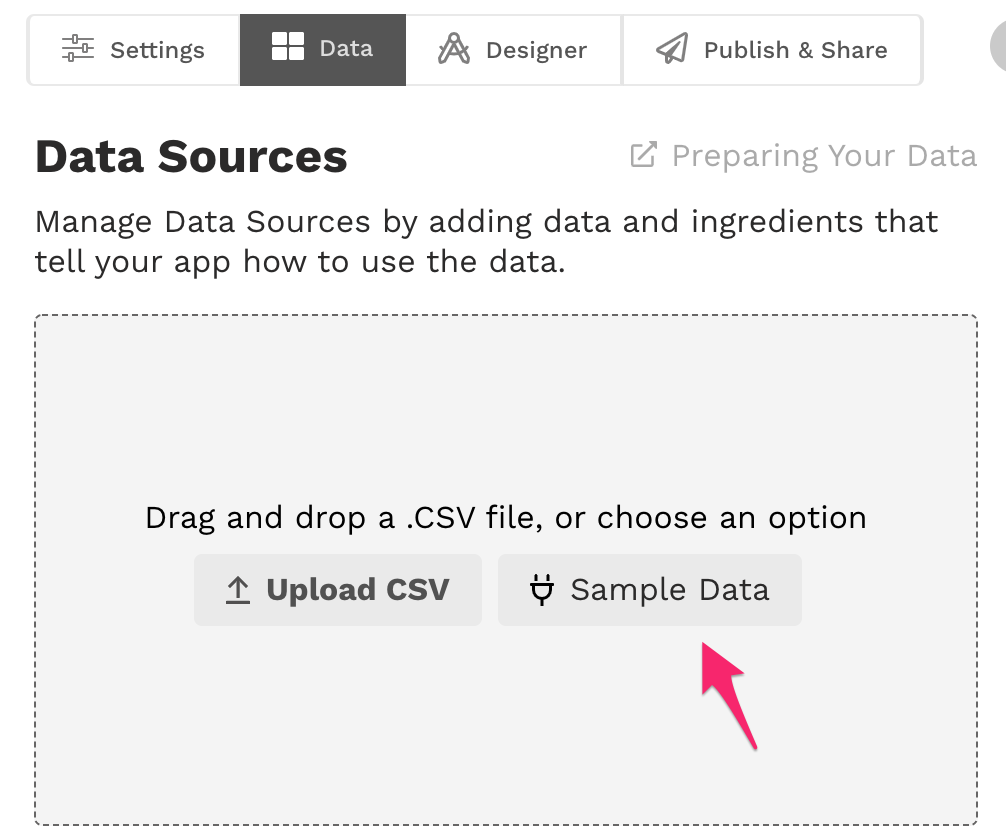 Settings Data Designer Publish & Share
Data Sources
Preparing Your Data
Manage Data Sources by adding data and ingredients that
tell your app how to use the data.
Drag and drop a .CSV file, or choose an option
Upload CSV Sample Data